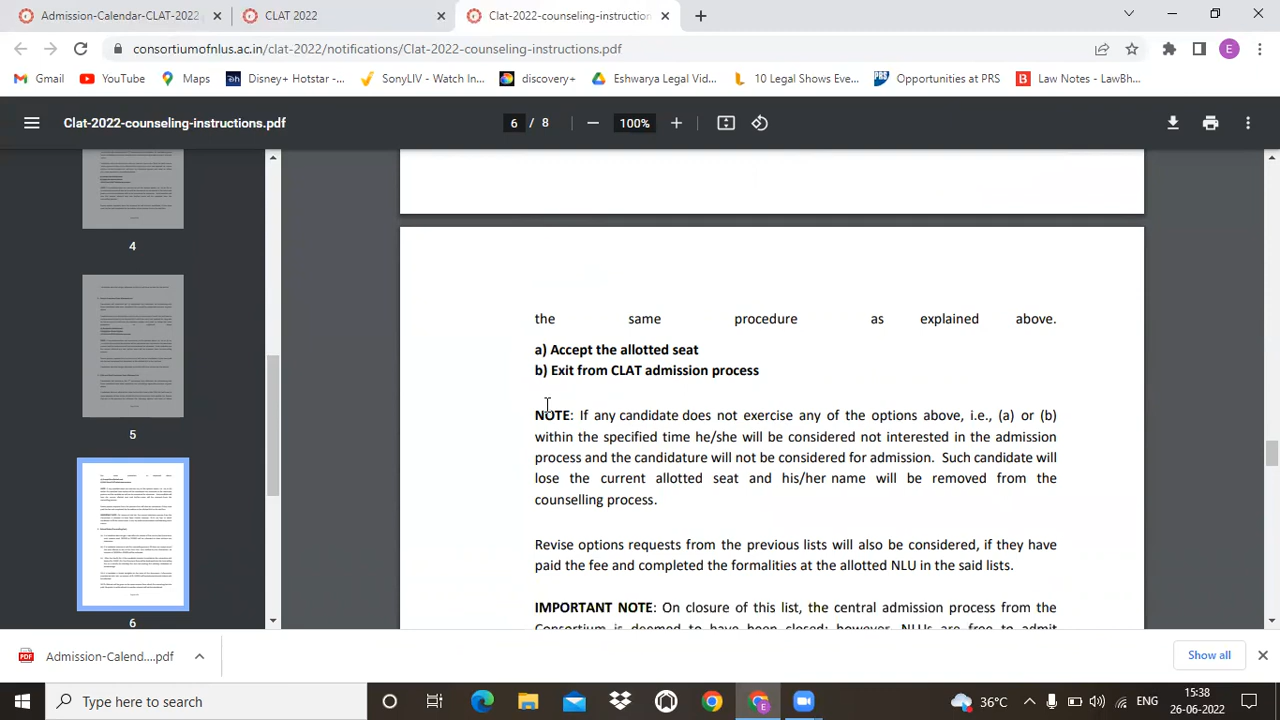 Admission-Calendar-CLAT-2022
CLAT 2022
Clat-2022-counseling-instruction
consortiumofnlus.ac.in/clat-2022/notifications/Clat-2022-counseling-instructions.pdf
E
Gmail
YouTube
Maps
Disney+ Hotstar -...
SonyLIV - Watch In...
discovery+
Eshwarya Legal Vid...
10 Legal Shows Eve...
PRS
Opportunities at PRS
B
Law Notes - LawBh...
Clat-2022-counseling-instructions.pdf
6 / 8
100%
4
5
6
the same procedure as explained above.
a) Accept the allotted seat
b) Exit from CLAT admission process
NOTE: If any candidate does not exercise any of the options above, i.e., (a) or (b)
within the specified time he/she will be considered not interested in the admission
process and the candidature will not be considered for admission. Such candidate will
lose the current allotted seat and his/her name will be removed from the
counselling process.
Revise options requests from the previous lists will also be considered, if they have
paid the fee and completed the formalities at the allotted NLU in the said lists.
IMPORTANT NOTE: On closure of this list, the central admission process from the
Consortium is deemed to have been closed; however, NLUs are free to admit
Admission-Calend....pdf
Show all
Type here to search
36°C
ENG
15:38
26-06-2022